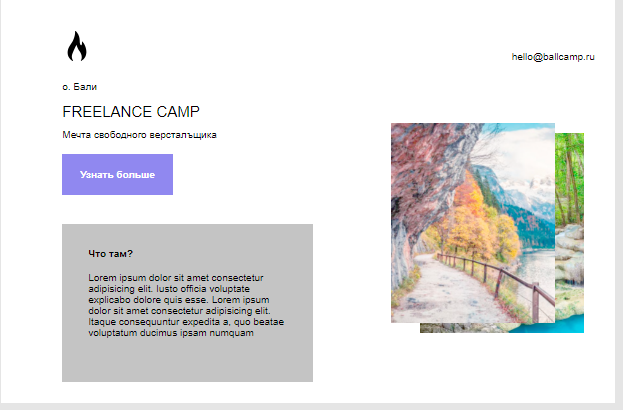 hello@ballcamp.ru
о. Бали
FREELANCE CAMP
Мечта свободного версталъщика
Узнать больше
Что там?
Lorem ipsum dolor sit amet consectetur
adipisicing elit. Iusto officia voluptate
explicabo dolore quis esse. Lorem ipsum
dolor sit amet consectetur adipisicing elit.
Itaque consequuntur expedita a, quo beatae
voluptatum ducimus ipsam numquam